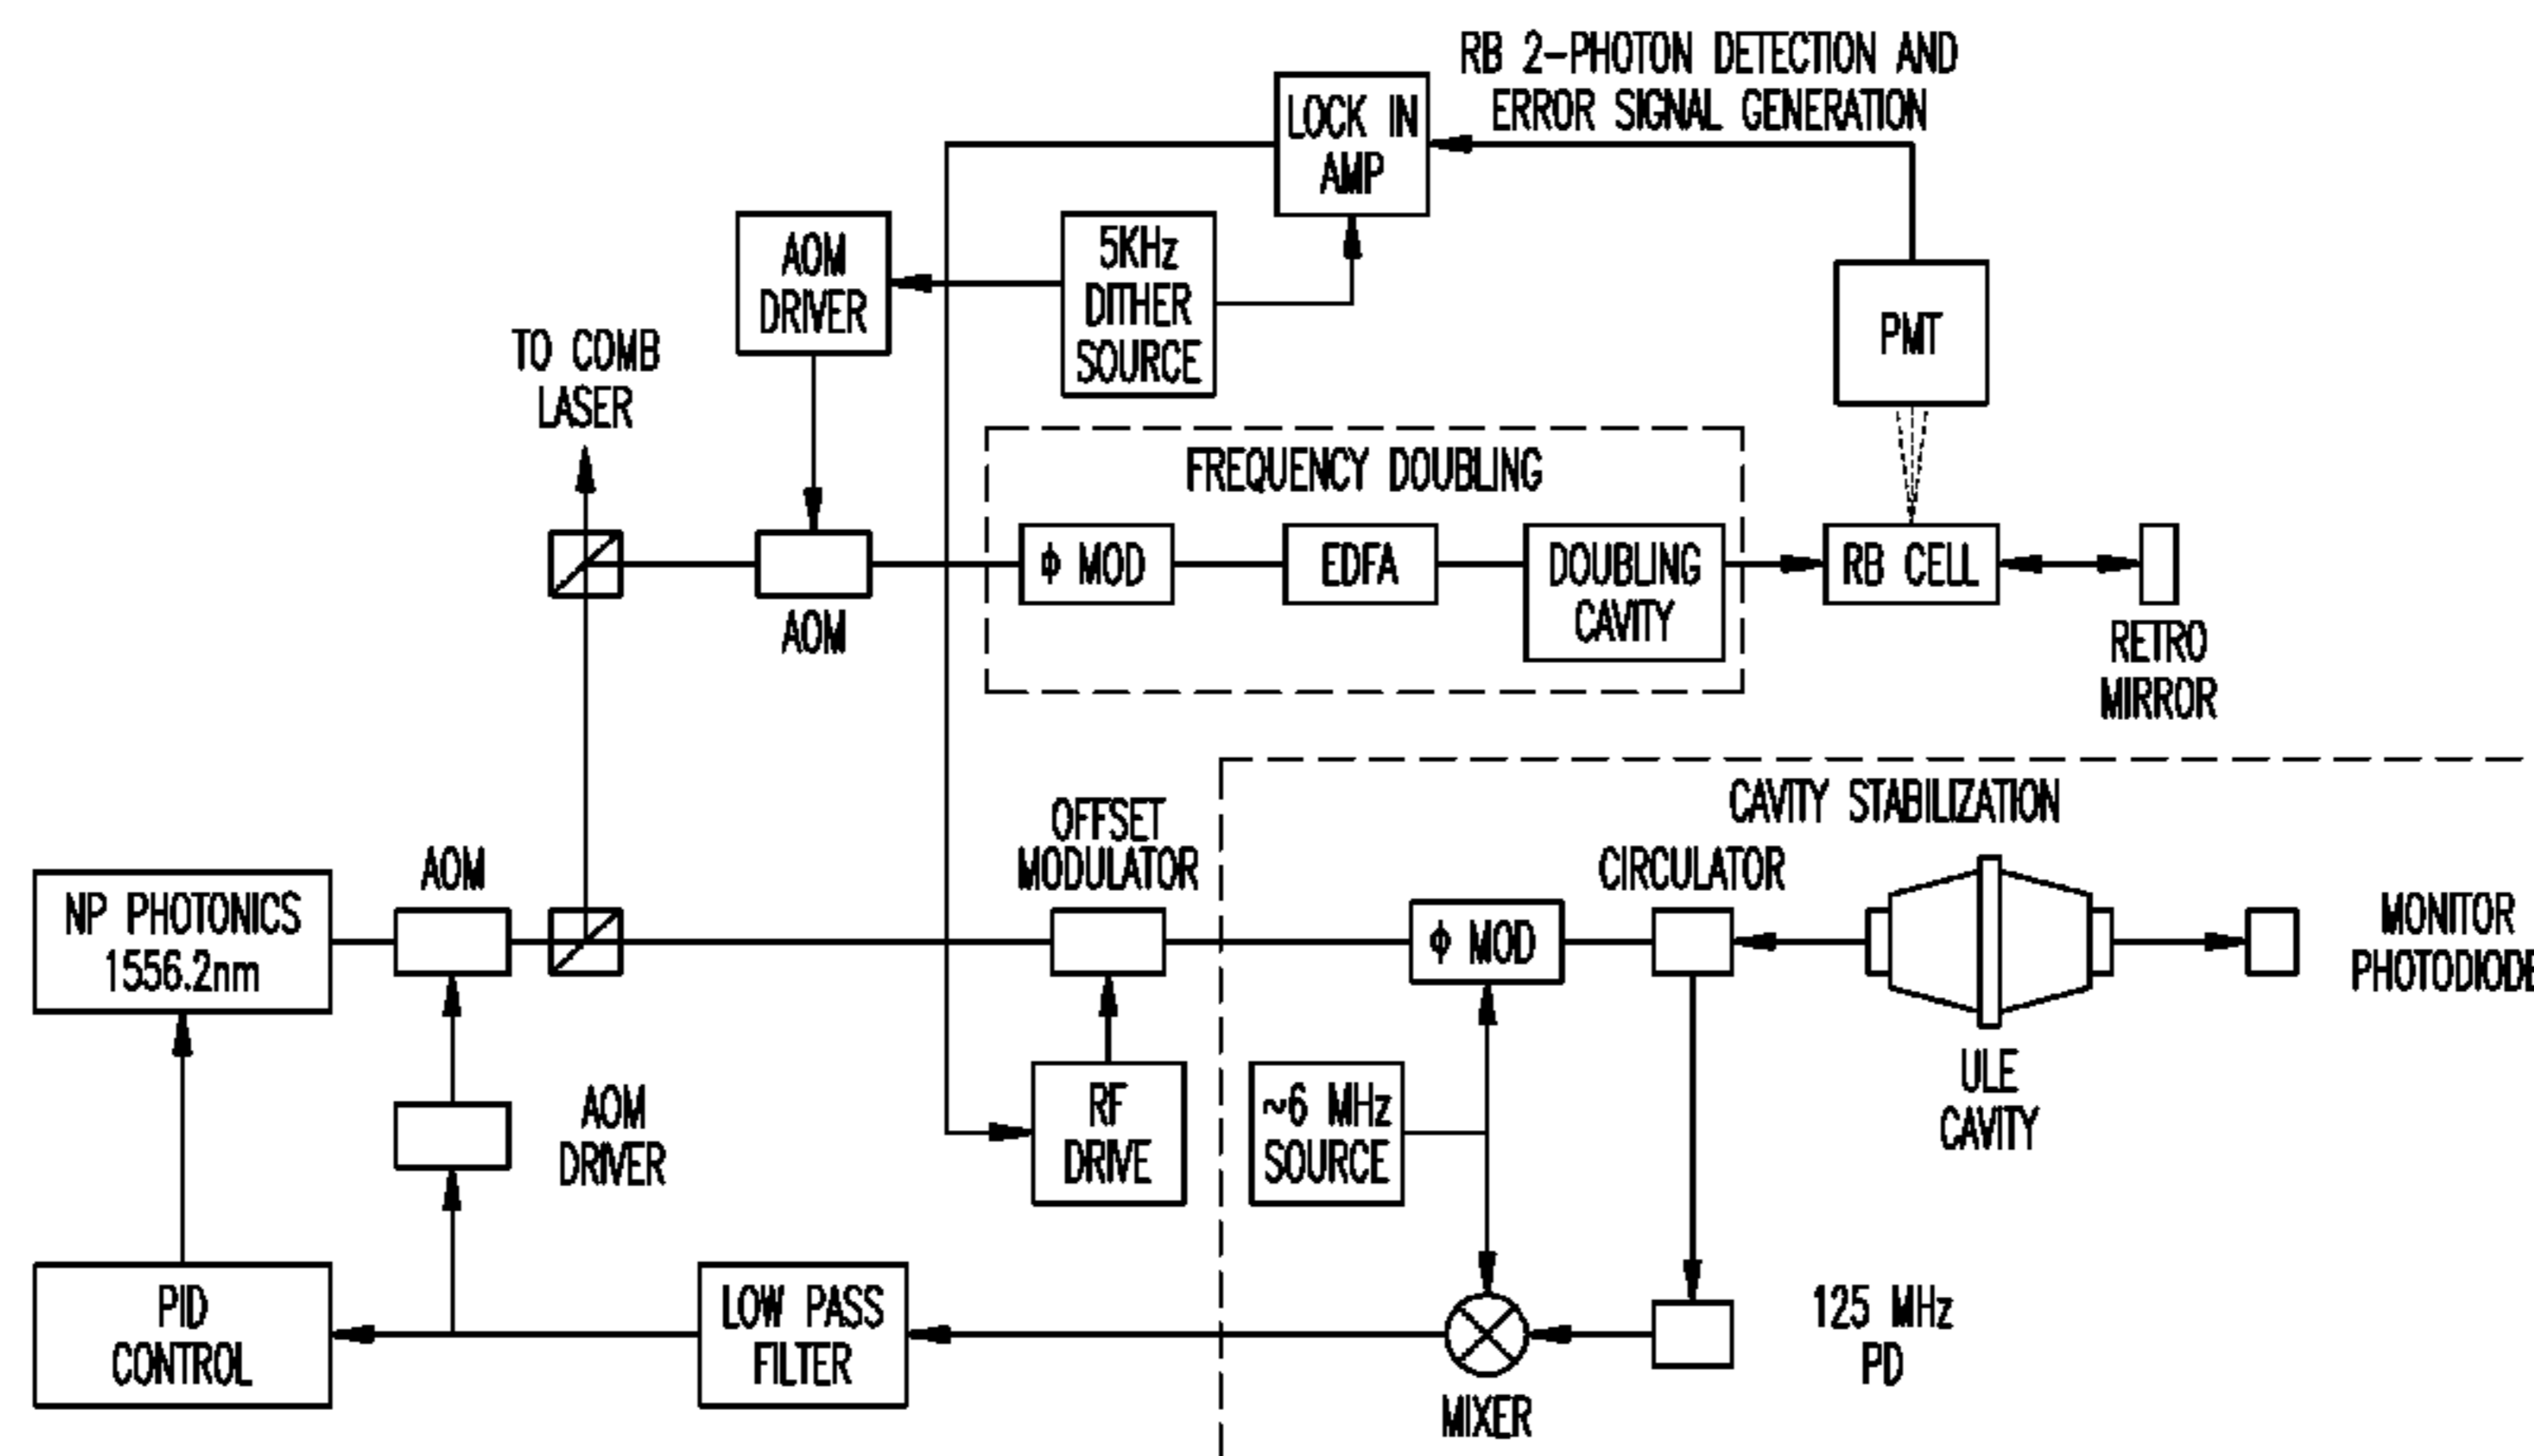 RB 2-PHOTON DETECTION AND
ERROR SIGNAL GENERATION
LOCK IN
AMP
AOM
DRIVER
5KHz
DITHER
SOURCE
PMT
TO COMB
LASER
FREQUENCY DOUBLING
Φ MOD
EDFA
DOUBLING
CAVITY
RB CELL
AOM
RETRO
MIRROR
CAVITY STABILIZATION
OFFSET
MODULATOR
CIRCULATOR
AOM
NP PHOTONICS
1556.2nm
Φ MOD
MONITOR
PHOTODIODE
ULE
CAVITY
AOM
DRIVER
RF
DRIVE
~6 MHz
SOURCE
PID
CONTROL
LOW PASS
FILTER
125 MHz
PD
MIXER